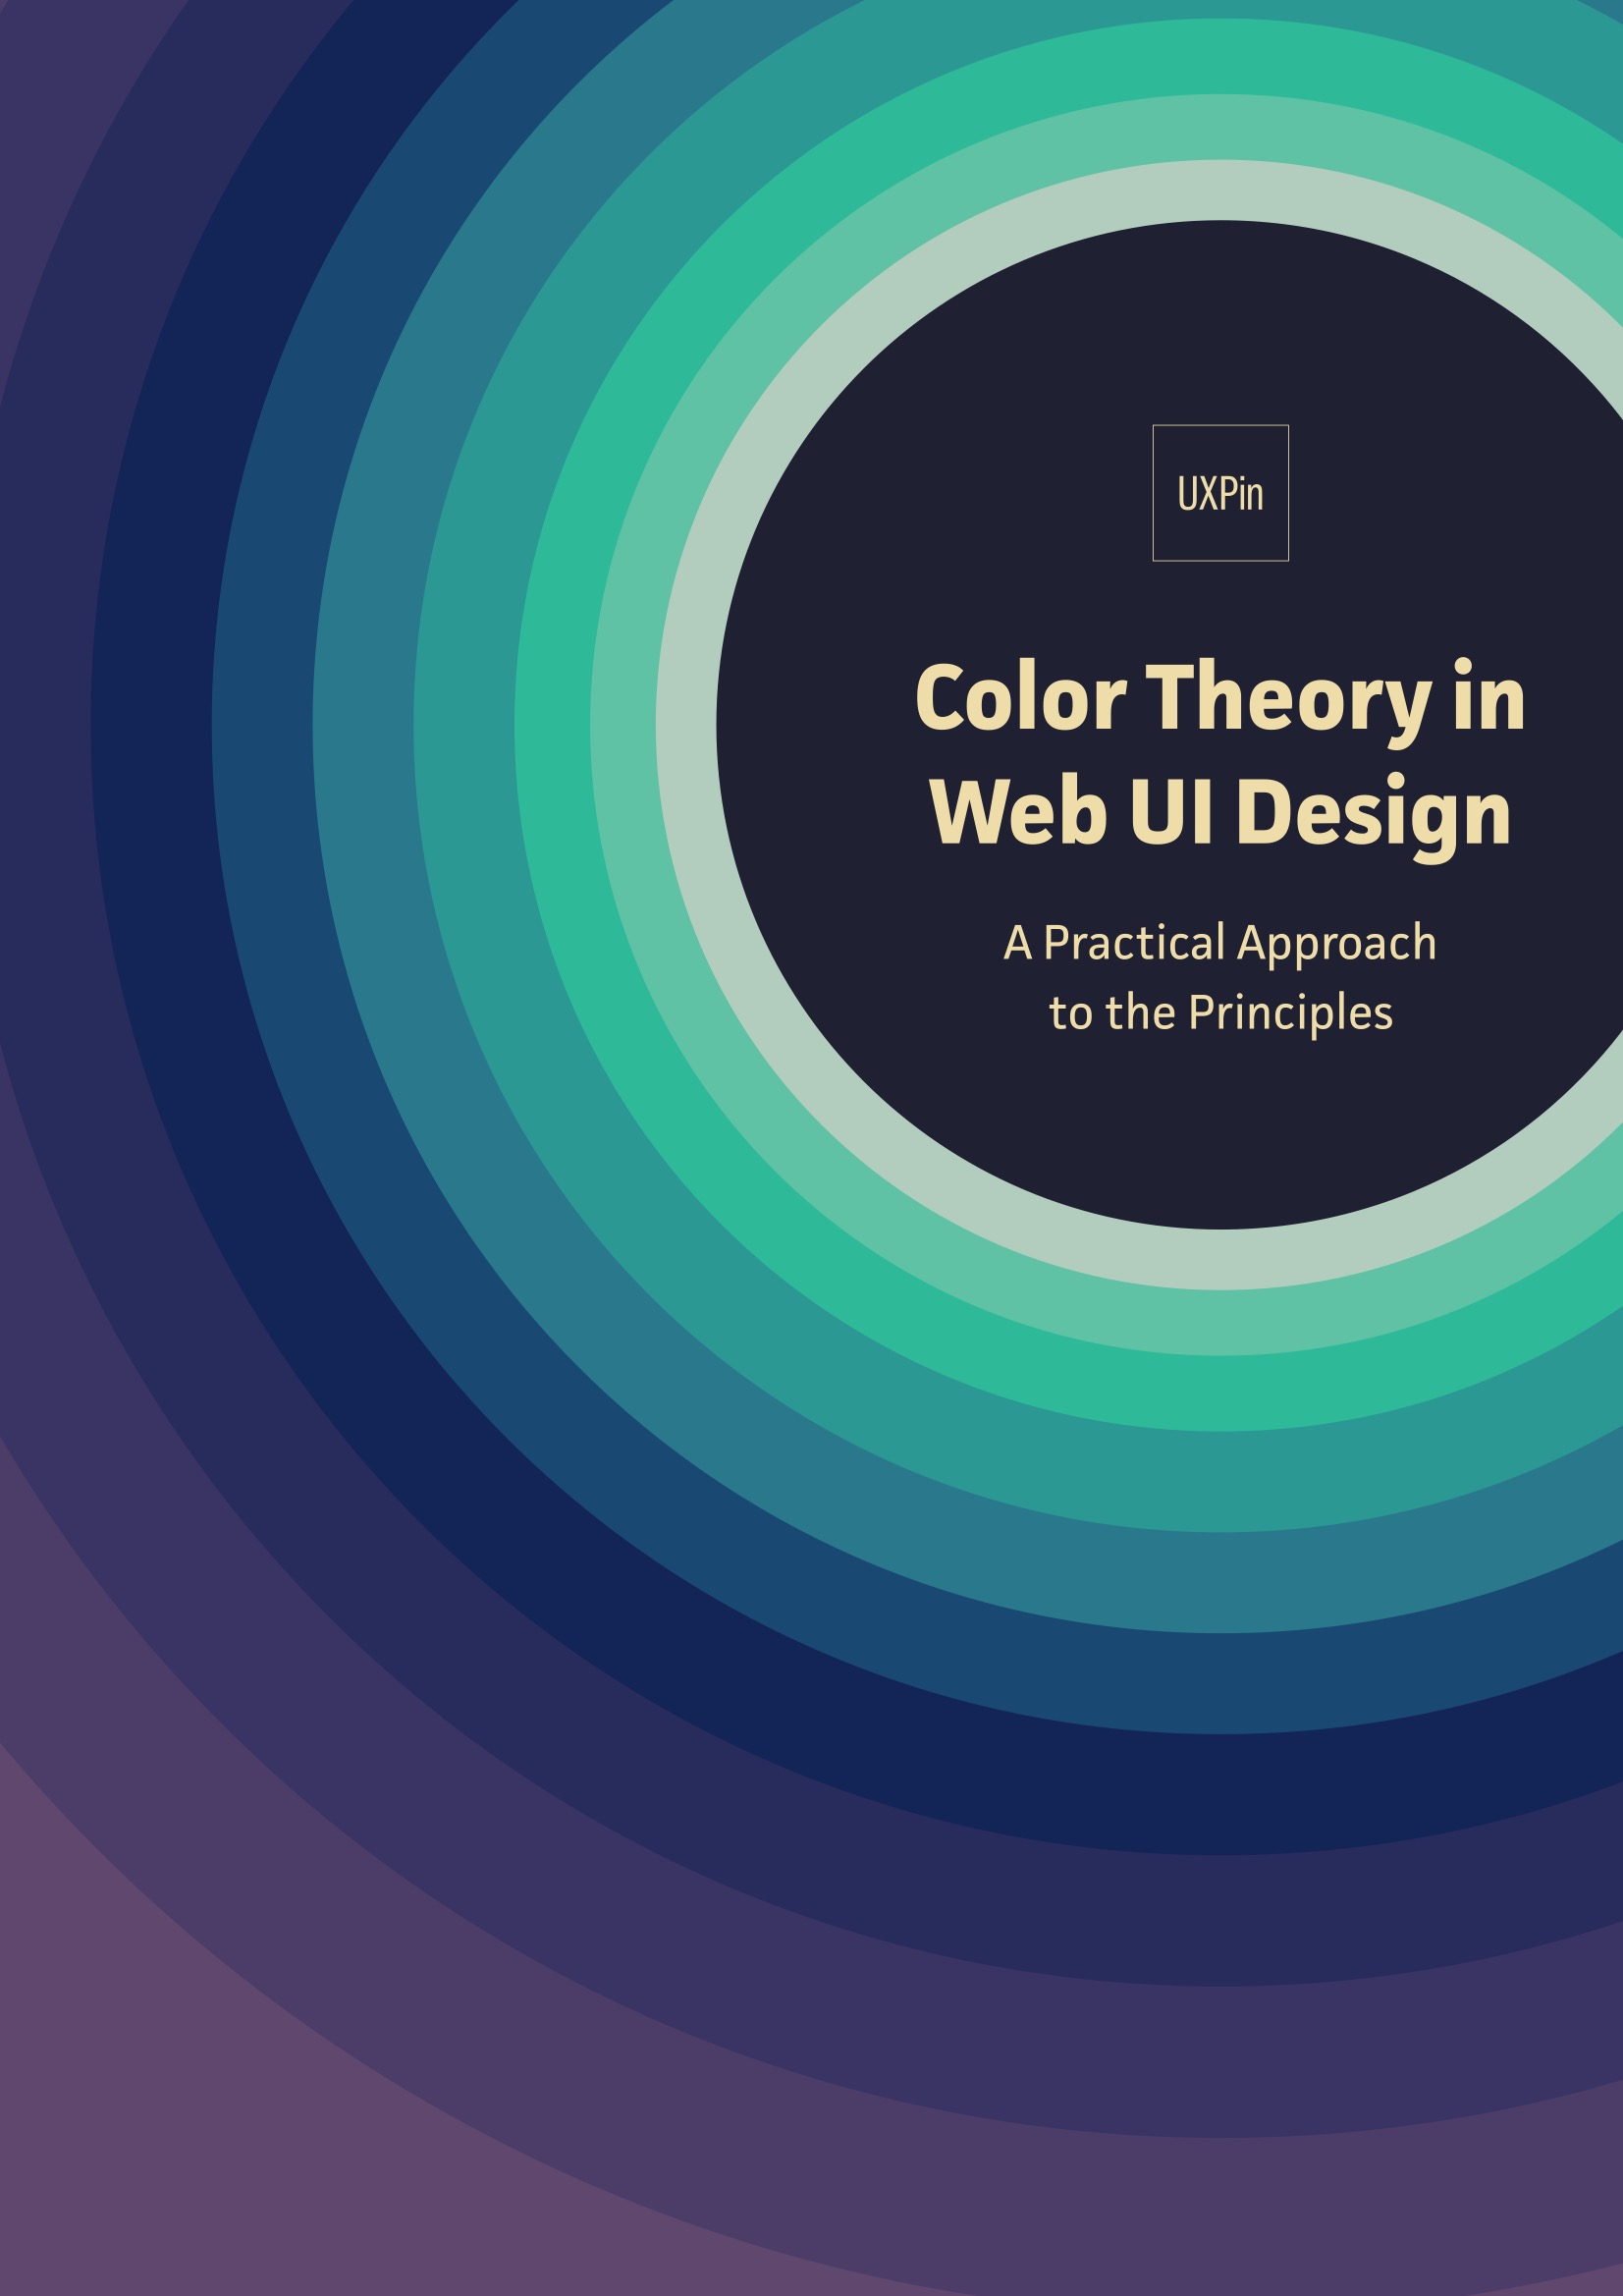 UXPin
Color Theory in
Web UI Design
A Practical Approach
to the Principles